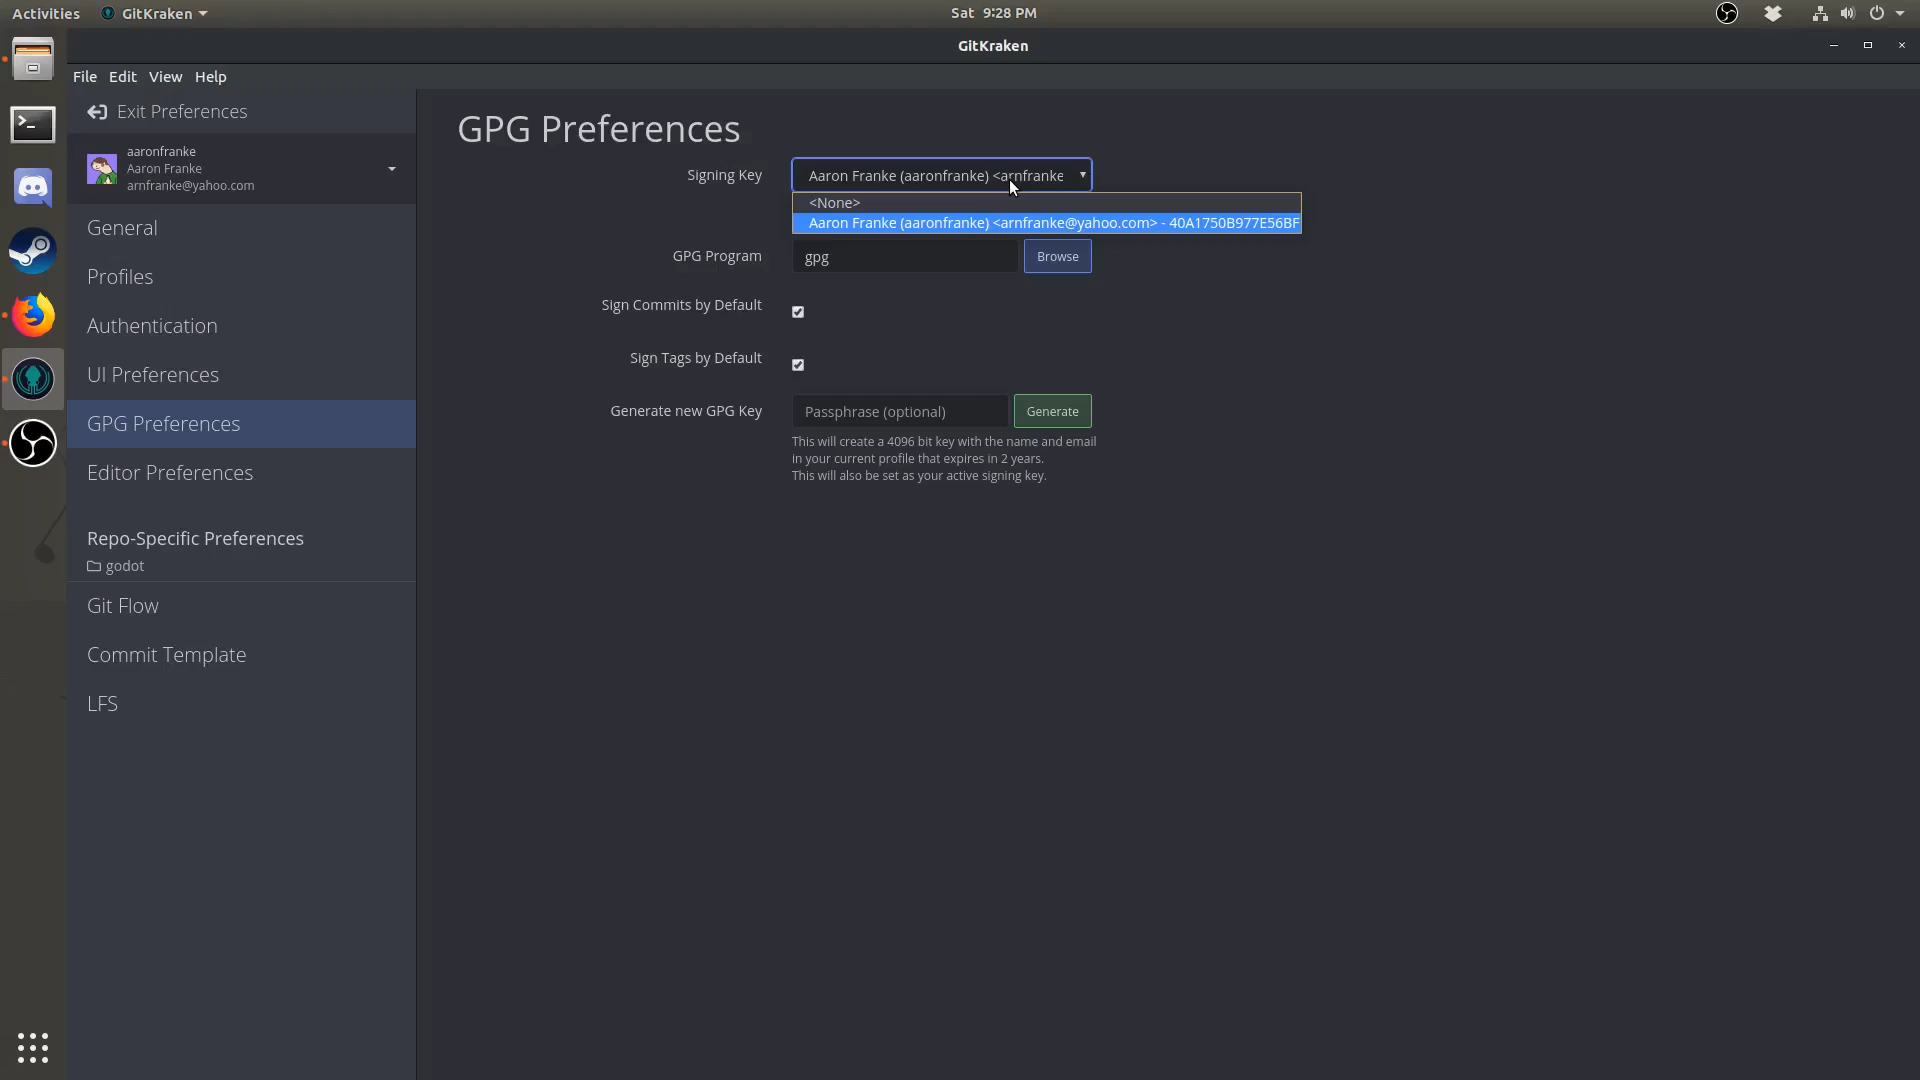 Activities
GitKraken
Sat 9:28 PM
GitKraken
File Edit View Help
Exit Preferences
aaronfranke
Aaron Franke
arnfranke@yahoo.com
General
Profiles
Authentication
UI Preferences
GPG Preferences
Editor Preferences
Repo-Specific Preferences
godot
Git Flow
Commit Template
LFS
GPG Preferences
Signing Key
Aaron Franke (aaronfranke) <arnfranke
<None>
Aaron Franke (aaronfranke) <arnfranke@yahoo.com> - 40A1750B977E56BF
GPG Program
gpg
Browse
Sign Commits by Default
Sign Tags by Default
Generate new GPG Key
Passphrase (optional)
Generate
This will create a 4096 bit key with the name and email
in your current profile that expires in 2 years.
This will also be set as your active signing key.